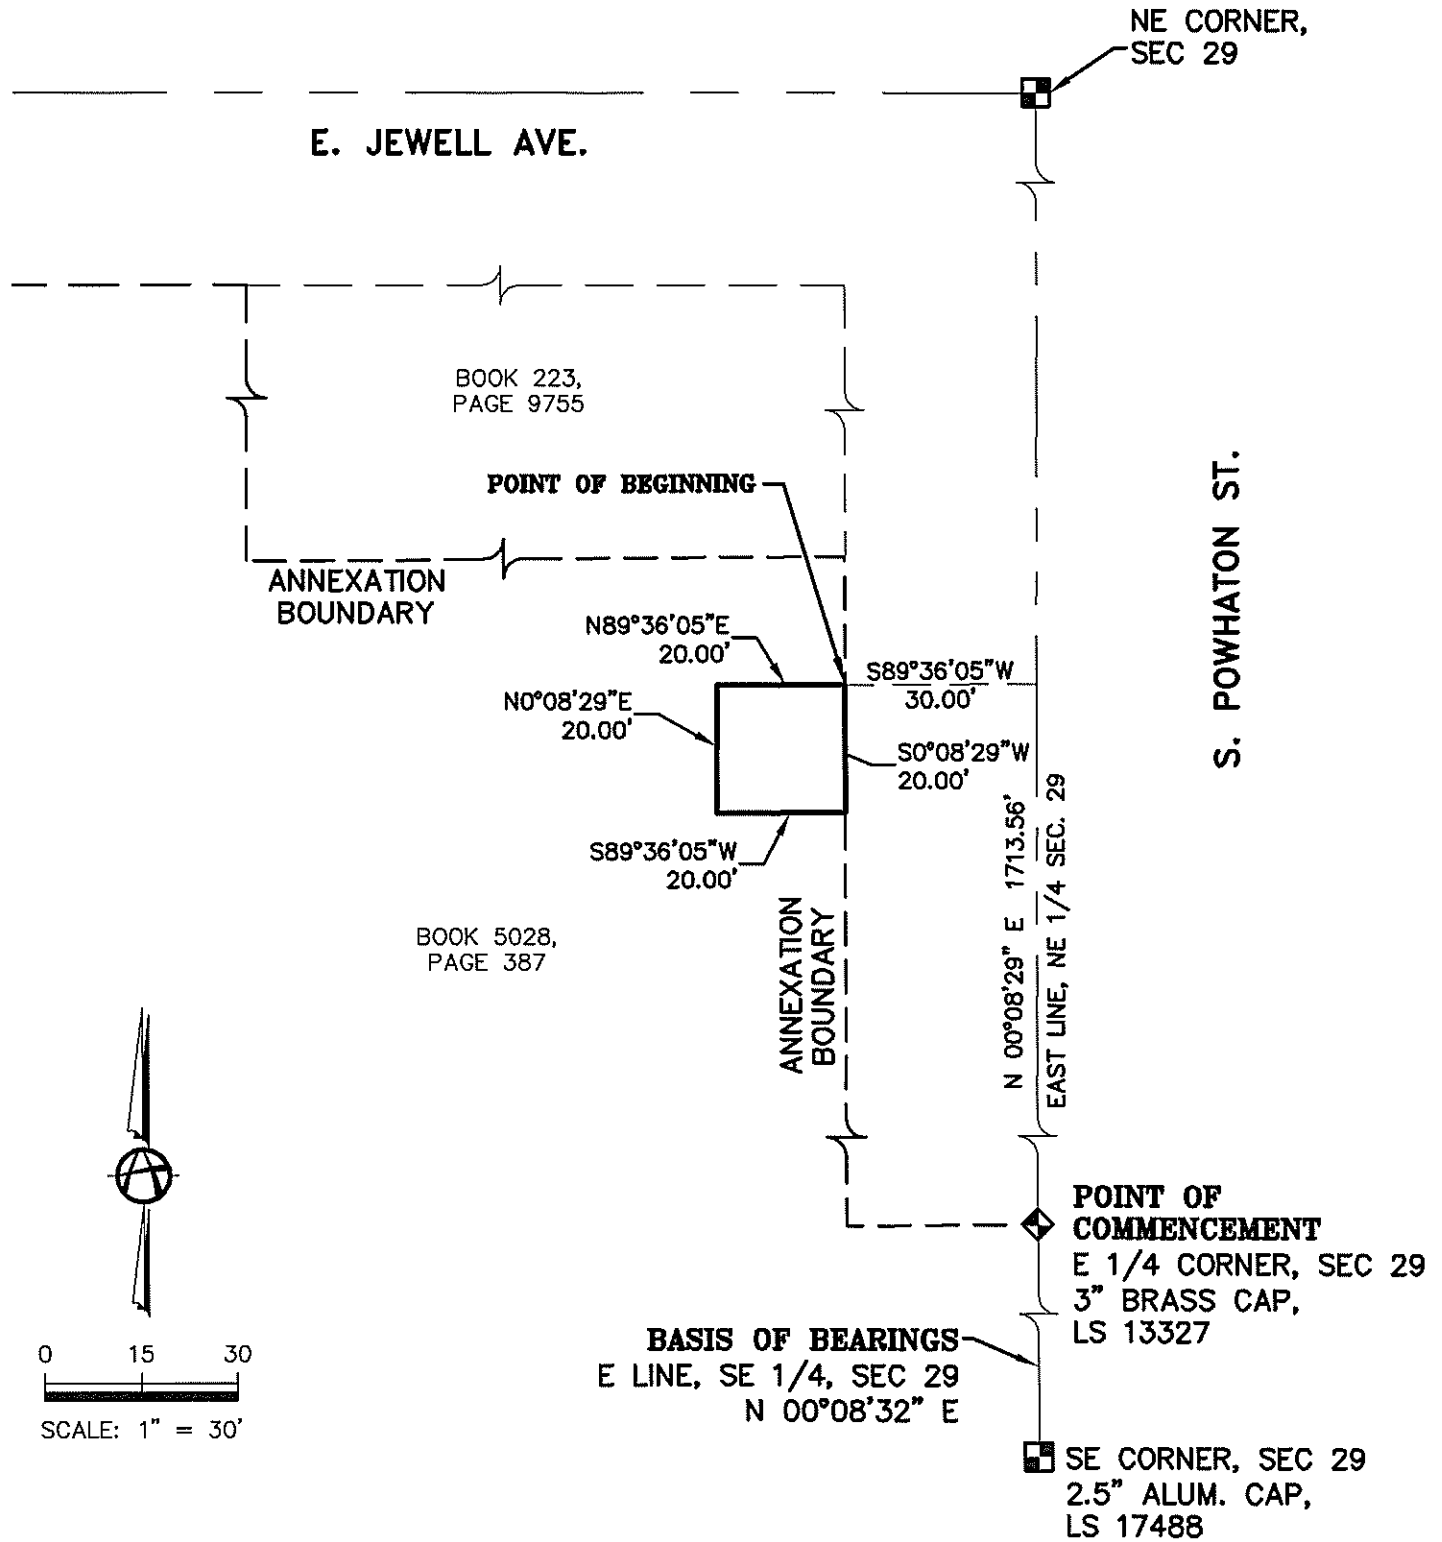 NE CORNER,
SEC 29
E. JEWELL AVE.
BOOK 223,
PAGE 9755
POINT OF BEGINNING
S. POWHATON ST.
ANNEXATION
BOUNDARY
N89°36'05"E
20.00'
S89°36'05"W
30.00'
N0°08'29"E
20.00'
S0°08'29"W
20.00'
S89°36'05"W
20.00'
N 00°08'29" E 1713.56'
EAST LINE, NE 1/4 SEC. 29
ANNEXATION
BOUNDARY
BOOK 5028,
PAGE 387
POINT OF
COMMENCEMENT
E 1/4 CORNER, SEC 29
3" BRASS CAP,
LS 13327
BASIS OF BEARINGS
E LINE, SE 1/4, SEC 29
N 00°08'32" E
0 15 30
SCALE: 1" = 30'
SE CORNER, SEC 29
2.5" ALUM. CAP,
LS 17488